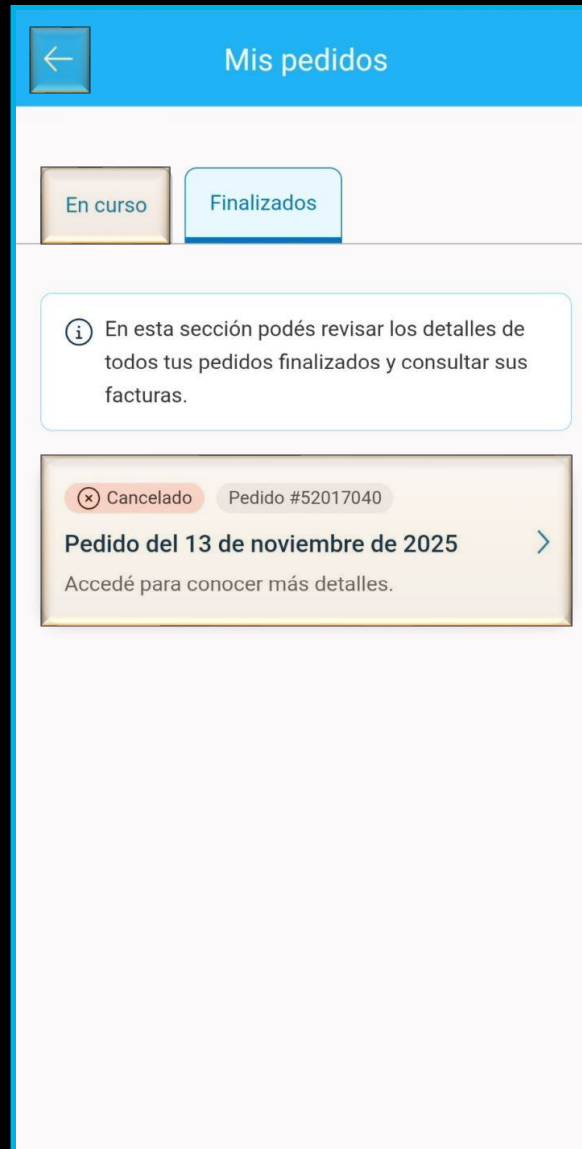 Mis pedidos
En curso
Finalizados
En esta sección podés revisar los detalles de
todos tus pedidos finalizados y consultar sus
facturas.
Cancelado
Pedido #52017040
Pedido del 13 de noviembre de 2025
Accedé para conocer más detalles.